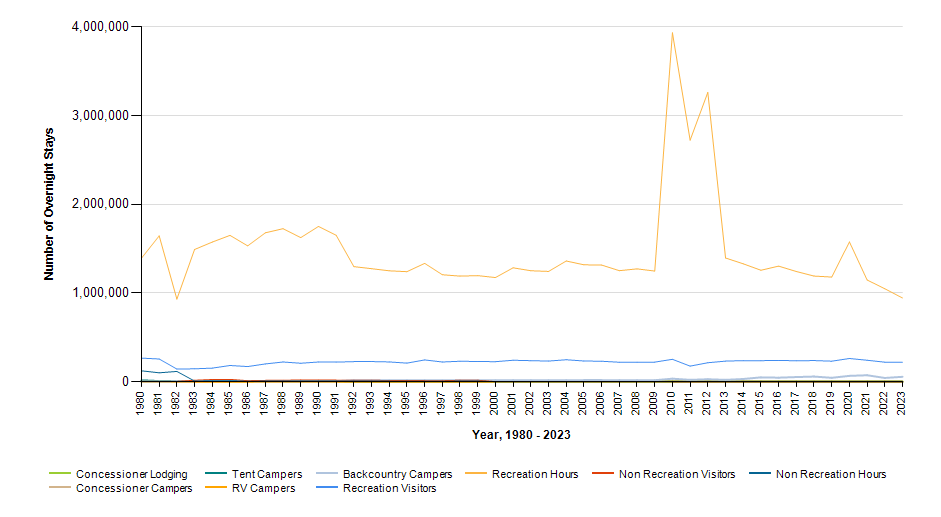 4,000,000
3,000,000
2,000,000
1,000,000
0
Number of Overnight Stays
1980 1981 1982 1983 1984 1985 1986 1987 1988 1989 1990 1991 1992 1993 1994 1995 1996 1997 1998 1999 2000 2001 2002 2003 2004 2005 2006 2007 2008 2009 2010 2011 2012 2013 2014 2015 2016 2017 2018 2019 2020 2021 2022 2023
Year, 1980 - 2023
Concessioner Lodging Tent Campers Backcountry Campers Recreation Hours Non Recreation Visitors Non Recreation Hours
Concessioner Campers RV Campers Recreation Visitors